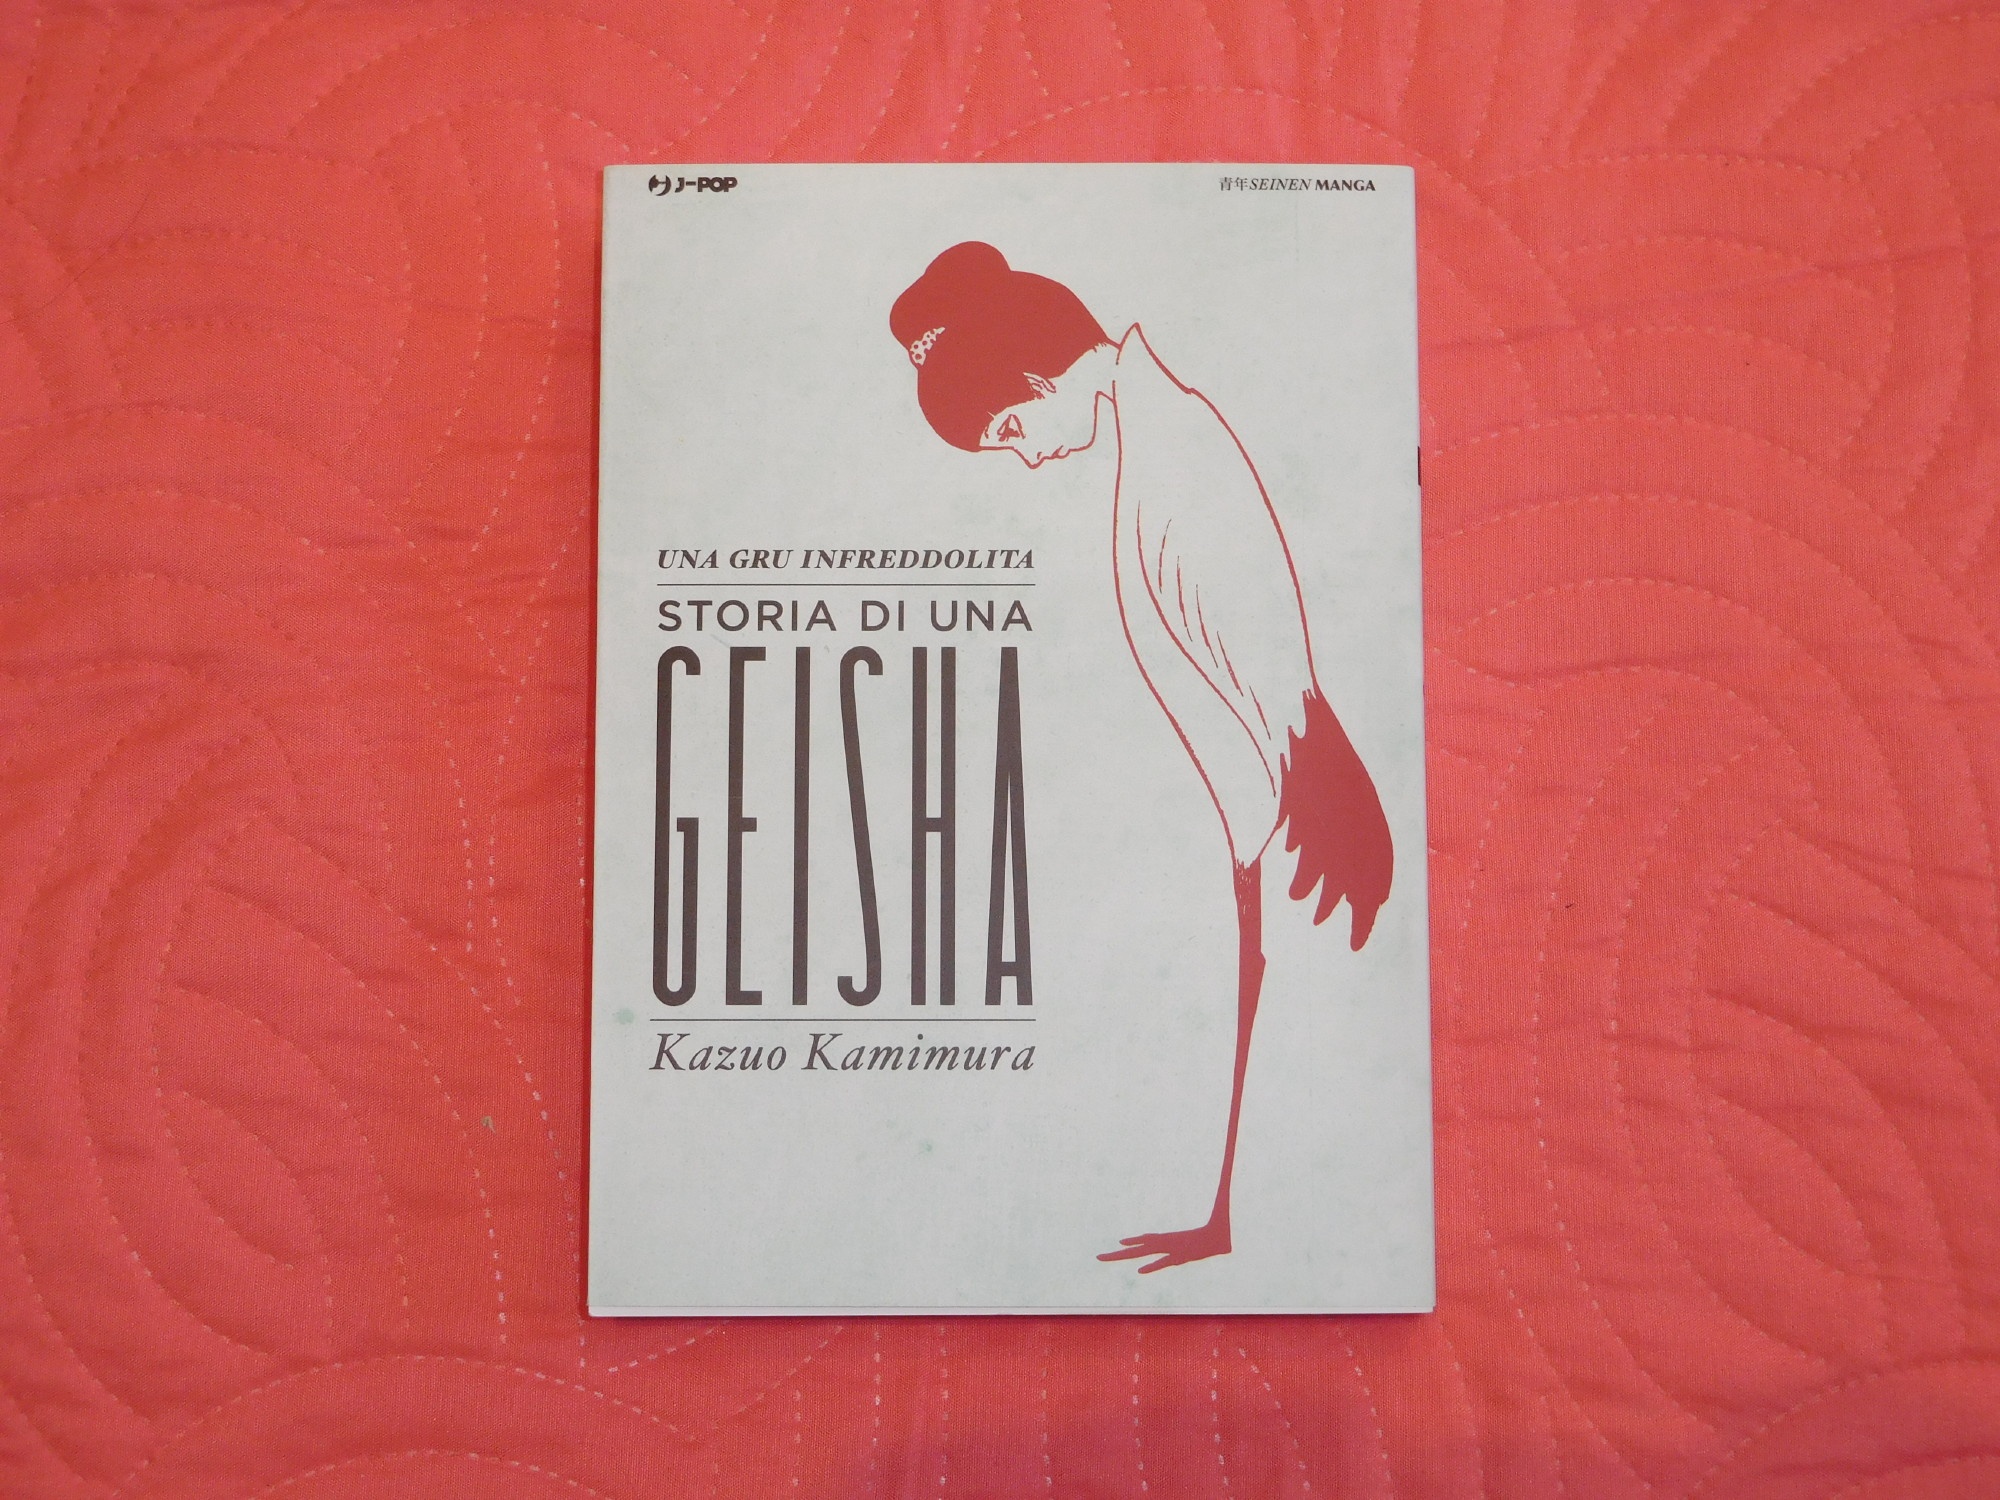 J-POP
青年SEINEN MANGA
UNA GRU INFREDDOLITA
STORIA DI UNA
GEISHA
Kazuo Kamimura